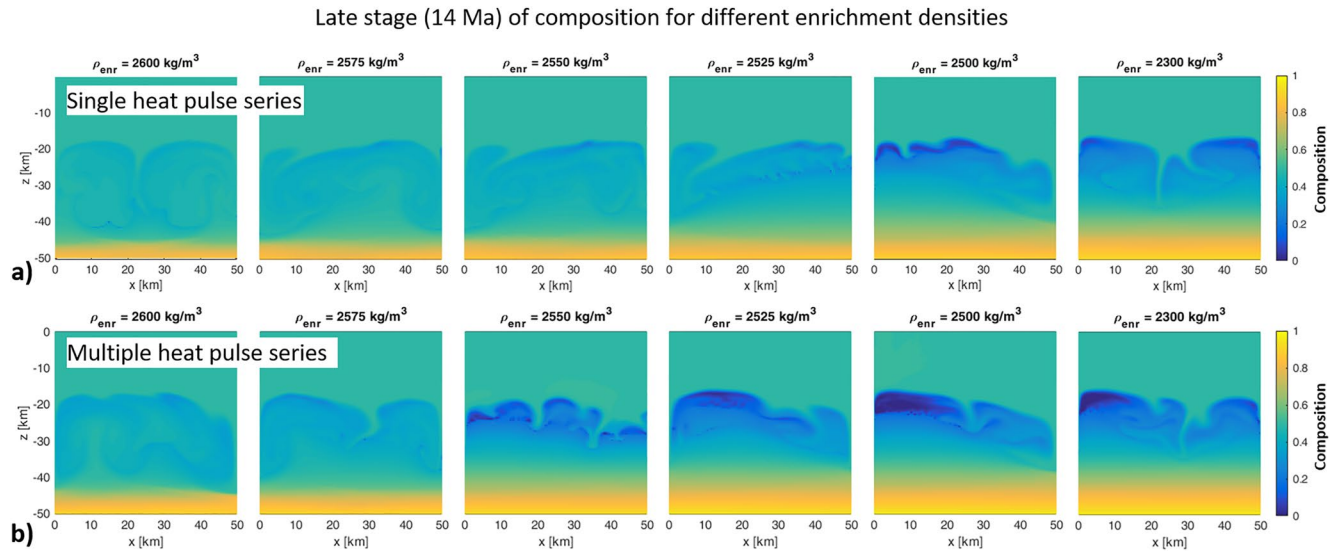 Late stage (14 Ma) of composition for different enrichment densities
ρenr = 2600 kg/m³ ρenr = 2575 kg/m³ ρenr = 2550 kg/m³ ρenr = 2525 kg/m³ ρenr = 2500 kg/m³ ρenr = 2300 kg/m³
Single heat pulse series
-10
-20
-30
-40
-50
z [km]
0 10 20 30 40 50 0 10 20 30 40 50 0 10 20 30 40 50 0 10 20 30 40 50 0 10 20 30 40 50 0 10 20 30 40 50
x [km] x [km] x [km] x [km] x [km] x [km]
1
0.8
0.6
0.4
0.2
0
Composition
a)
ρenr = 2600 kg/m³ ρenr = 2575 kg/m³ ρenr = 2550 kg/m³ ρenr = 2525 kg/m³ ρenr = 2500 kg/m³ ρenr = 2300 kg/m³
Multiple heat pulse series
0
-10
-20
-30
-40
-50
z [km]
0 10 20 30 40 50 0 10 20 30 40 50 0 10 20 30 40 50 0 10 20 30 40 50 0 10 20 30 40 50 0 10 20 30 40 50
x [km] x [km] x [km] x [km] x [km] x [km]
1
0.8
0.6
0.4
0.2
0
Composition
b)